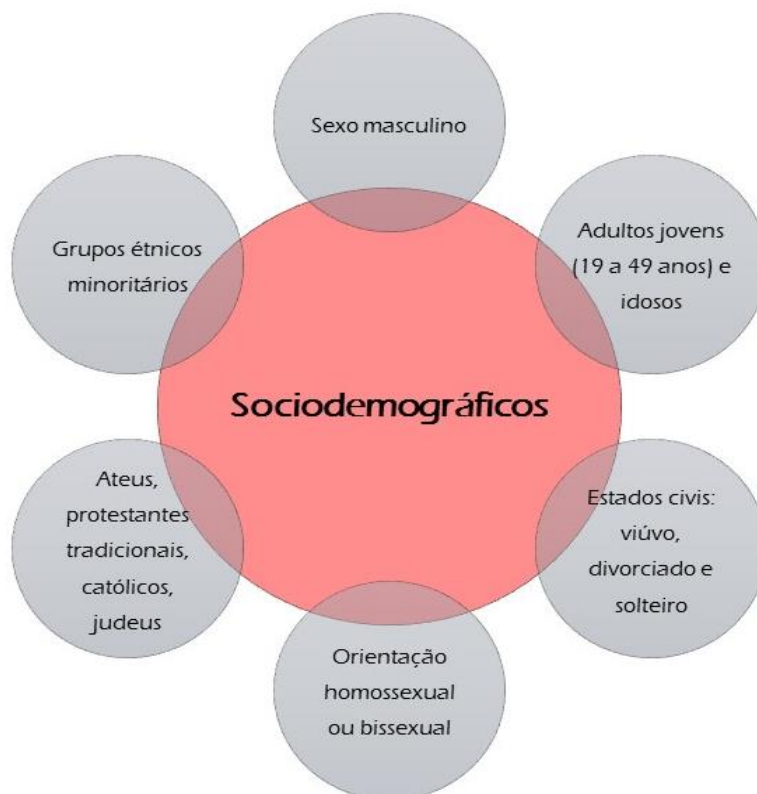 Sexo masculino
Grupos étnicos
minoritários
Adultos jovens
(19 a 49 anos) e
idosos
Sociodemográficos
Ateus,
protestantes
tradicionais,
católicos,
judeus
Estados civis:
viúvo,
divorciado e
solteiro
Orientação
homossexual
ou bissexual